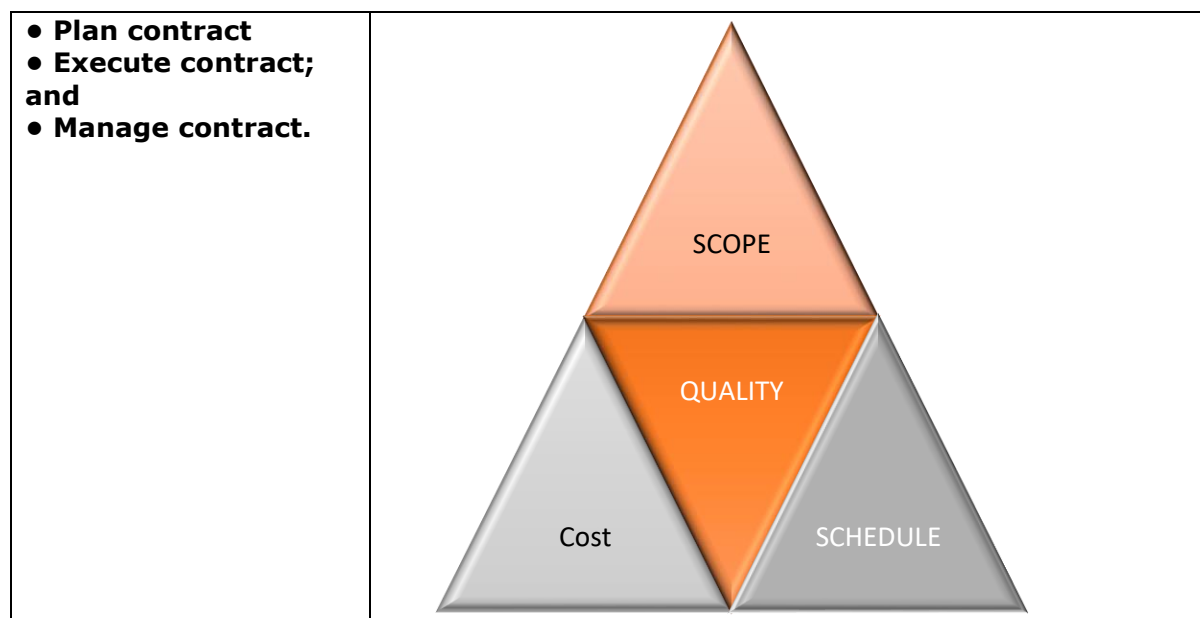 • Plan contract
• Execute contract;
and
• Manage contract.
SCOPE
QUALITY
Cost
SCHEDULE